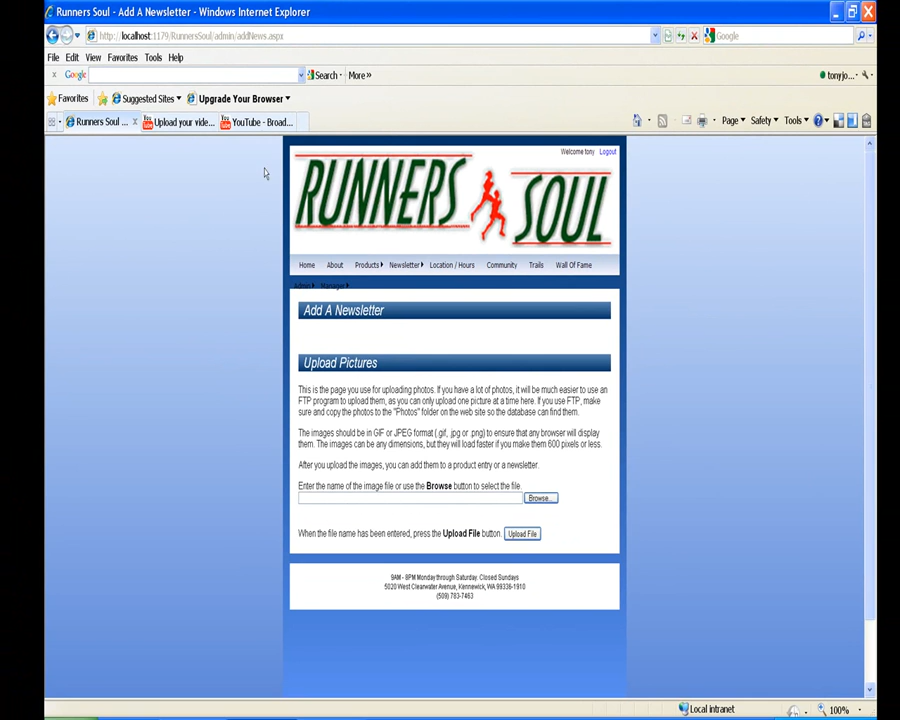 Runners Soul - Add A Newsletter - Windows Internet Explorer
http://localhost:1179/RunnersSoul/admin/addNews.aspx
Google
File Edit View Favorites Tools Help
x Google Search More» tonyjo...
Favorites Suggested Sites Upgrade Your Browser
Runners Soul ... x Upload your vide... YouTube - Broad... Page Safety Tools
Welcome tony Logout
RUNNERS SOUL
Home About Products Newsletter Location / Hours Community Trails Wall Of Fame
Admin Manager
Add A Newsletter
Upload Pictures
This is the page you use for uploading photos. If you have a lot of photos, it will be much easier to use an
FTP program to upload them, as you can only upload one picture at a time here. If you use FTP, make
sure and copy the photos to the "Photos" folder on the web site so the database can find them.
The images should be in GIF or JPEG format (.gif, .jpg or .png) to ensure that any browser will display
them. The images can be any dimensions, but they will load faster if you make them 600 pixels or less.
After you upload the images, you can add them to a product entry or a newsletter.
Enter the name of the image file or use the Browse button to select the file.
Browse...
When the file name has been entered, press the Upload File button. Upload File
9AM - 8PM Monday through Saturday, Closed Sundays
5020 West Clearwater Avenue, Kennewick, WA 99336-1910
(509) 783-7463
Local intranet 100%